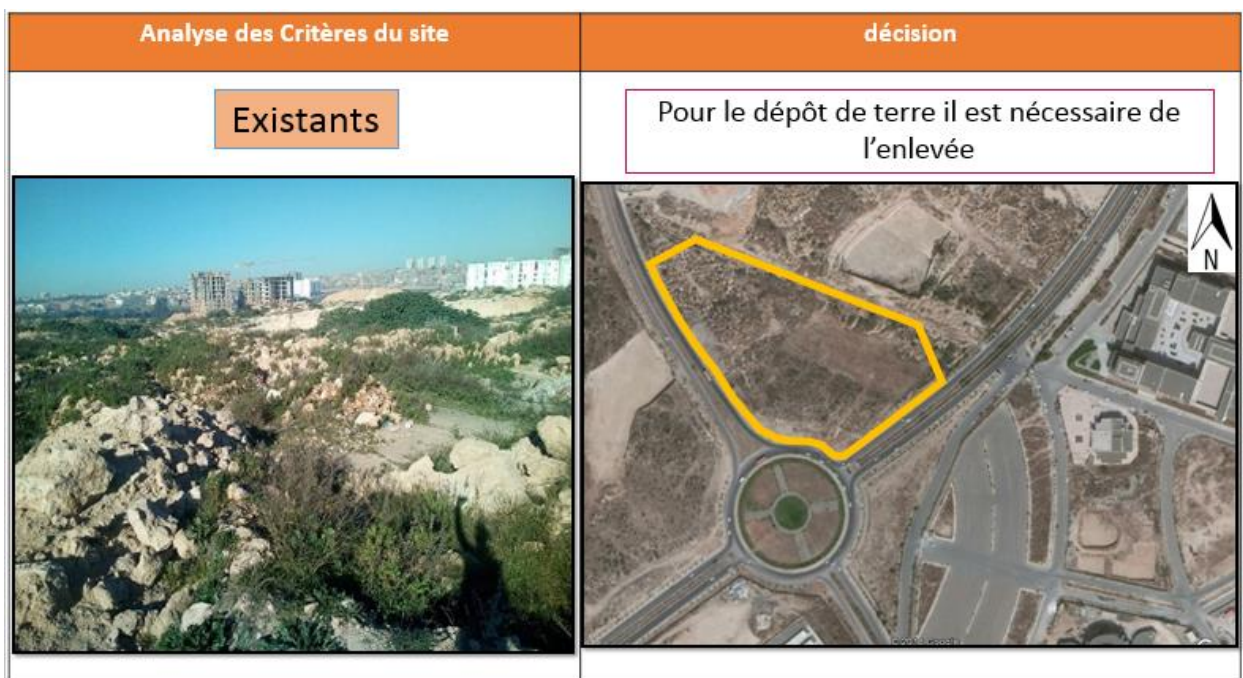 Analyse des Critères du site
décision
Existants
Pour le dépôt de terre il est nécessaire de
l'enlevée
N